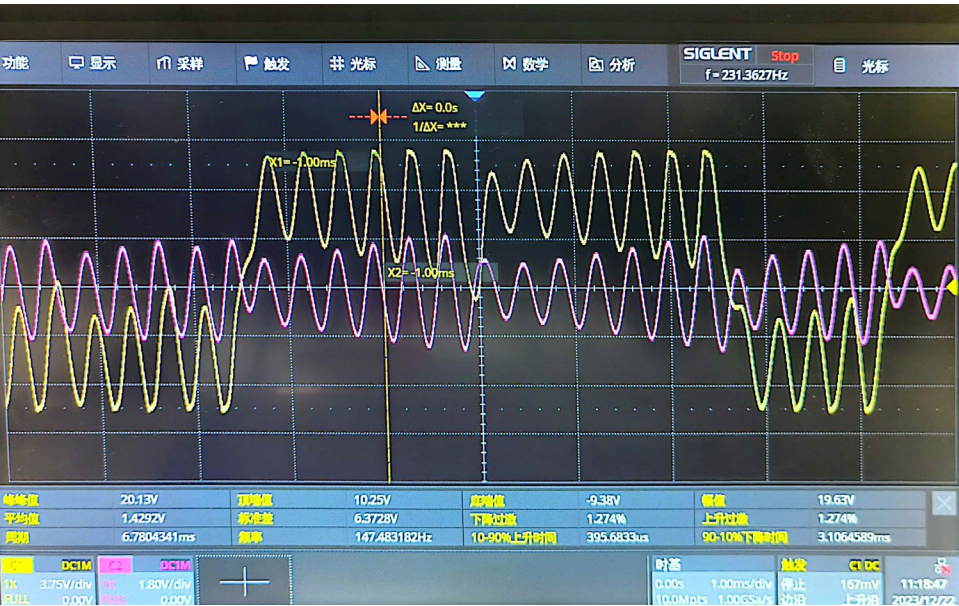 功能 显示 采样 触发 光标 测量 数学 分析 SIGLENT Stop 光标
f = 231.3627Hz
ΔX= 0.0s
1/ΔX= ***
X1= -1.00ms
X2= -1.00ms
峰峰值 20.13V 顶端值 10.25V 底端值 -9.38V 幅值 19.63V
平均值 1.4292V 标准差 6.3728V 下降过激 1.274% 上升过激 1.274%
周期 6.7804341ms 频率 147.483182Hz 10-90%上升时间 395.6833us 90-10%下降时间 3.1064589ms
C1 DC1M C2 DC1M 时基 触发 C1 DC
1X 3.75V/div 1X 1.80V/div 0.00s 1.00ms/div 停止 167mV 11:18:47
FULL 0.00V FULL 0.00V 10.0Mpts 1.00GSa/s 边沿 上升沿 2023/12/22